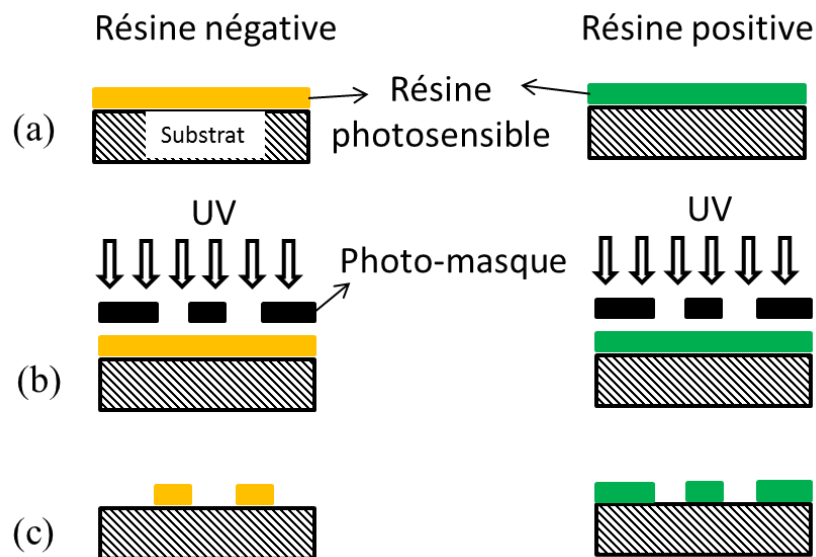 Résine négative
Résine positive
(a)
Substrat
Résine
photosensible
UV
UV
Photo-masque
(b)
(c)